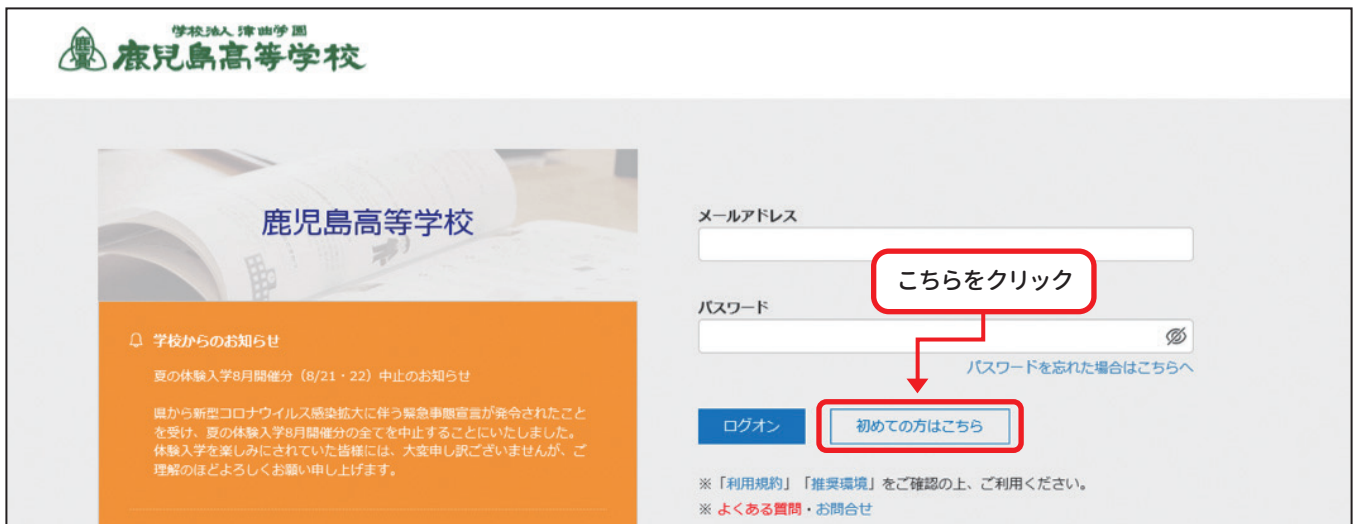 学校法人 津曲学園
鹿児島高等学校
鹿児島高等学校
学校からのお知らせ
夏の体験入学8月開催分（8/21・22）中止のお知らせ
県から新型コロナウイルス感染拡大に伴う緊急事態宣言が発令されたこと
を受け、夏の体験入学8月開催分の全てを中止することにいたしました。
体験入学を楽しみにされていた皆様には、大変申し訳ございませんが、ご
理解のほどよろしくお願い申し上げます。
メールアドレス
こちらをクリック
パスワード
パスワードを忘れた場合はこちらへ
ログオン
初めての方はこちら
※「利用規約」「推奨環境」をご確認の上、ご利用ください。
※ よくある質問・お問合せ